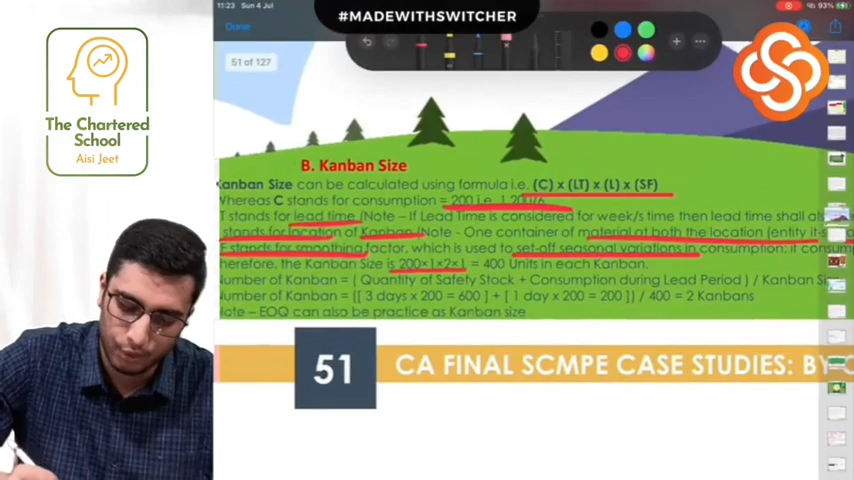 11:23 Sun 4 Jul
93%
#MADEWITHSWITCHER
Done
51 of 127
The Chartered
School
Aisi Jeet
B. Kanban Size
Kanban Size can be calculated using formula i.e. (C) x (LT) x (L) x (SF)
Whereas C stands for consumption = 200 i.e. 1,200/6
T stands for lead time (Note – If Lead Time is considered for week/s time then lead time shall als
stands for location of Kanban (Note - One container of material at both the location (entity it-s
F stands for smoothing factor, which is used to set-off seasonal variations in consumption; it consum
Therefore, the Kanban Size is 200×1×2×1 = 400 Units in each Kanban.
Number of Kanban = ( Quantity of Safety Stock + Consumption during Lead Period ) / Kanban Siz
Number of Kanban = ([ 3 days x 200 = 600 ] + [ 1 day x 200 = 200 ]) / 400 = 2 Kanbans
Note – EOQ can also be practice as Kanban size
51
CA FINAL SCMPE CASE STUDIES: BY